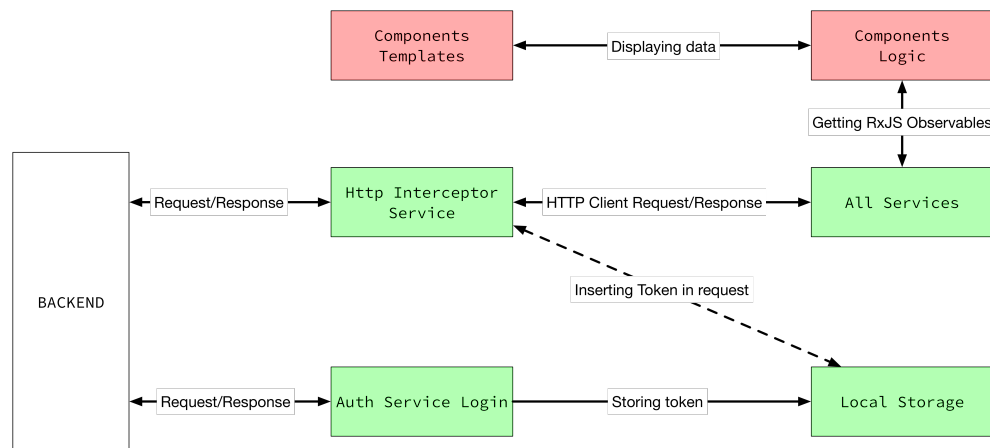 Components
Templates
Displaying data
Components
Logic
Getting RxJS Observables
Request/Response
Http Interceptor
Service
HTTP Client Request/Response
All Services
Inserting Token in request
BACKEND
Request/Response
Auth Service Login
Storing token
Local Storage